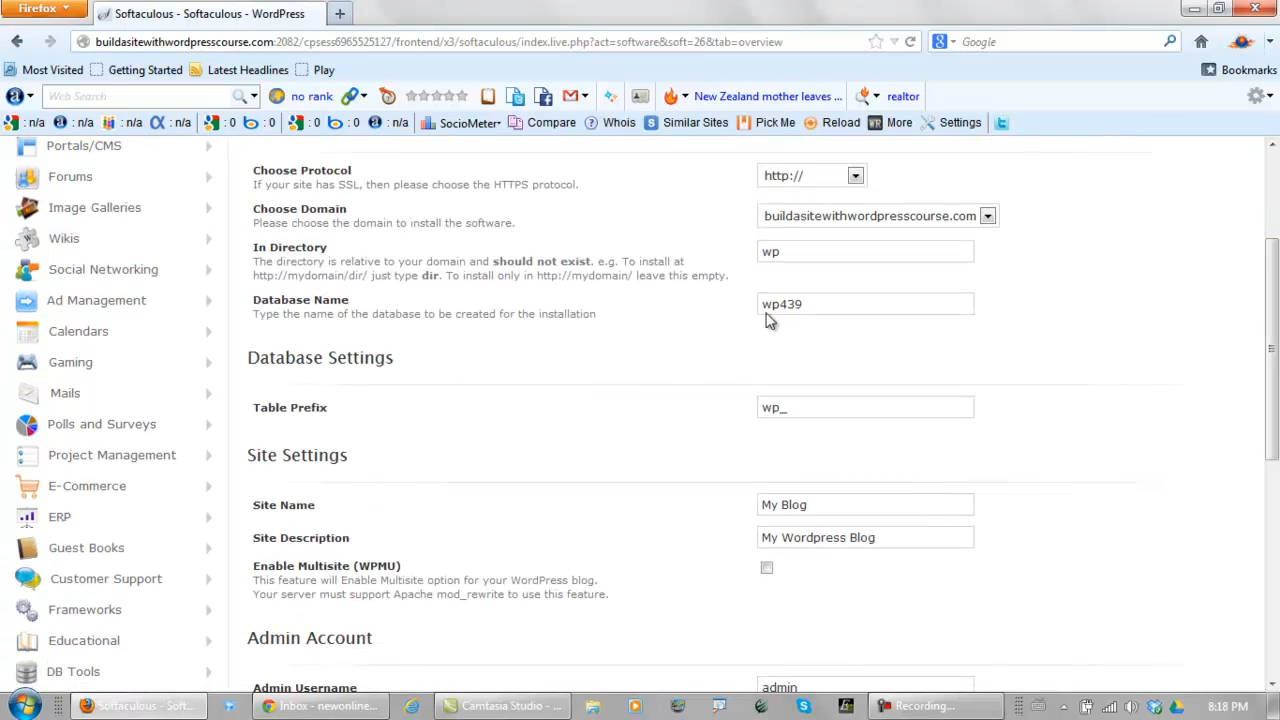 Firefox
Softaculous - Softaculous - WordPress
buildasitewithwordpresscourse.com:2082/cpsess6965525127/frontend/x3/softaculous/index.live.php?act=software&soft=26&tab=overview
Google
Most Visited Getting Started Latest Headlines Play Bookmarks
Web Search no rank New Zealand mother leaves ... realtor
: n/a : n/a : n/a : n/a : 0 : 0 : 0 : 0 : n/a SocioMeter Compare Whois Similar Sites Pick Me Reload More Settings
Portals/CMS
Forums
Image Galleries
Wikis
Social Networking
Ad Management
Calendars
Gaming
Mails
Polls and Surveys
Project Management
E-Commerce
ERP
Guest Books
Customer Support
Frameworks
Educational
DB Tools
Choose Protocol
If your site has SSL, then please choose the HTTPS protocol.
http://
Choose Domain
Please choose the domain to install the software.
buildasitewithwordpresscourse.com
In Directory
The directory is relative to your domain and should not exist. e.g. To install at
http://mydomain/dir/ just type dir. To install only in http://mydomain/ leave this empty.
wp
Database Name
Type the name of the database to be created for the installation
wp439
Database Settings
Table Prefix
wp_
Site Settings
Site Name
My Blog
Site Description
My Wordpress Blog
Enable Multisite (WPMU)
This feature will Enable Multisite option for your WordPress blog.
Your server must support Apache mod_rewrite to use this feature.
Admin Account
Admin Username
admin
Softaculous - Soft... Inbox - newonline... Camtasia Studio - ... Recording... 8:18 PM